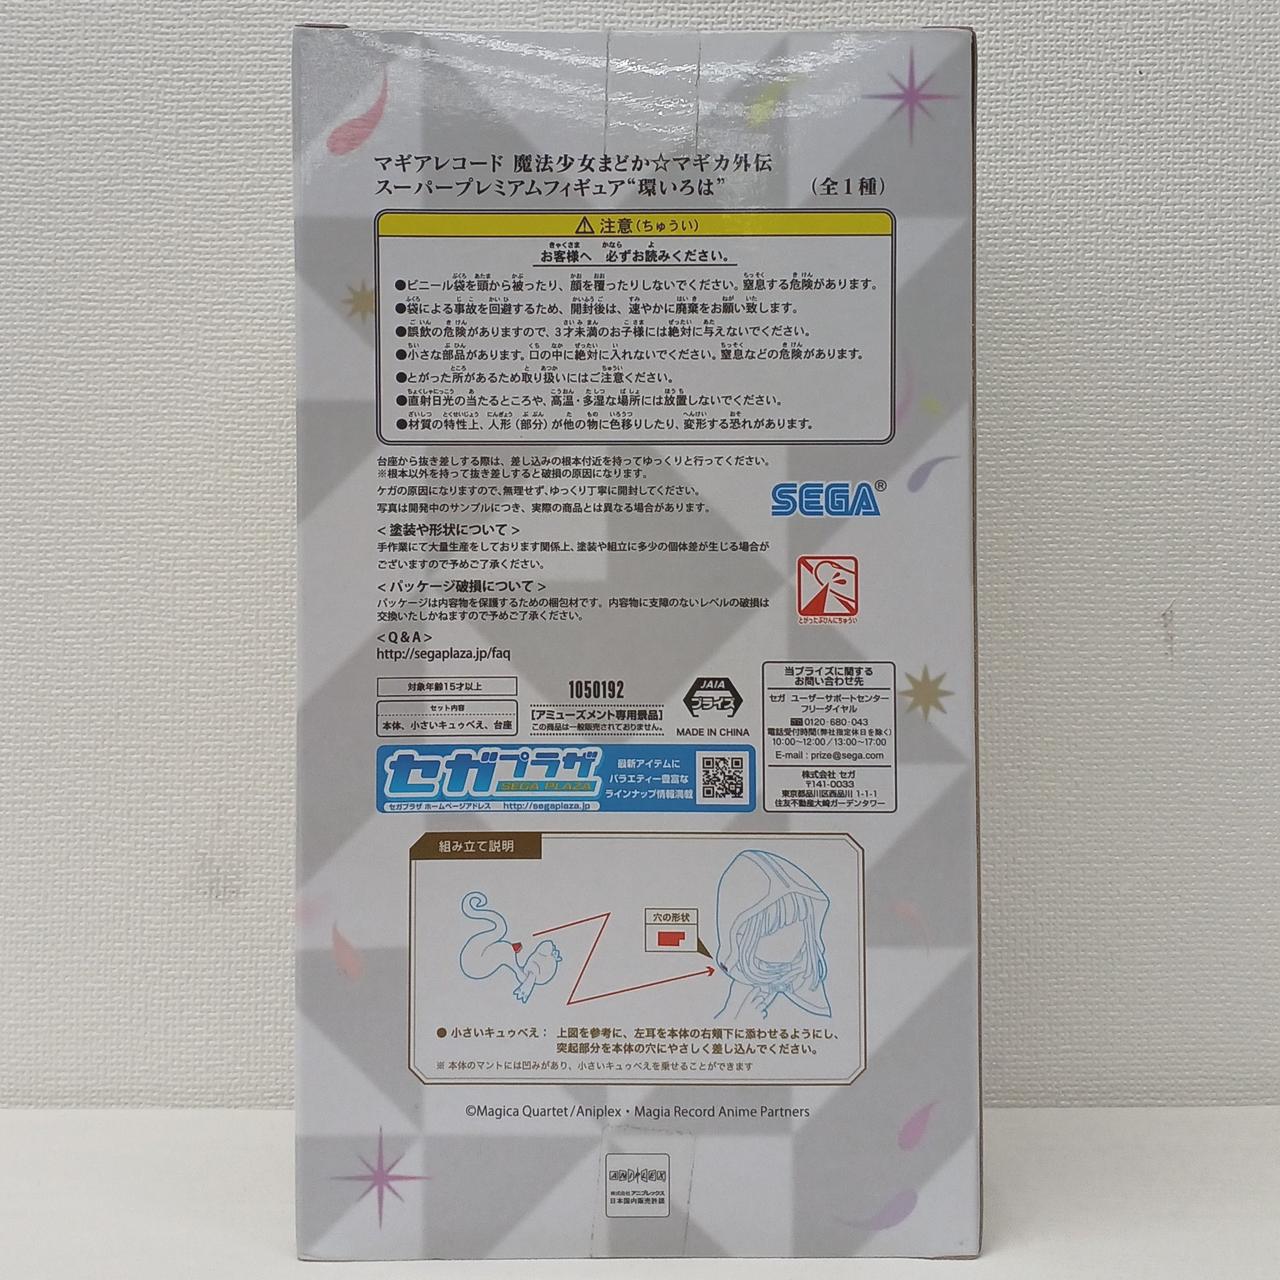 マギアレコード 魔法少女まどか☆マギカ外伝
スーパープレミアムフィギュア“環いろは” (全1種)
⚠注意(ちゅうい)
お客様へ 必ずお読みください。
●ビニール袋を頭から被ったり、顔を覆ったりしないでください。窒息する危険があります。
●袋による事故を回避するため、開封後は、速やかに廃棄をお願い致します。
●誤飲の危険がありますので、3才未満のお子様には絶対に与えないでください。
●小さな部品があります。口の中に絶対に入れないでください。窒息などの危険があります。
●とがった所があるため取り扱いにはご注意ください。
●直射日光の当たるところや、高温・多湿な場所には放置しないでください。
●材質の特性上、人形(部分)が他の物に色移りしたり、変形する恐れがあります。
台座から抜き差しする際は、差し込みの根本付近を持ってゆっくりと行ってください。
※根本以外を持って抜き差しすると破損の原因になります。
ケガの原因になりますので、無理せず、ゆっくり丁寧に開封してください。
写真は開発中のサンプルにつき、実際の商品とは異なる場合があります。
SEGA®
<塗装や形状について>
手作業にて大量生産をしております関係上、塗装や組立に多少の個体差が生じる場合が
ございますので予めご了承ください。
とがったぶひんにちゅうい
<パッケージ破損について>
パッケージは内容物を保護するための梱包材です。内容物に支障のないレベルの破損は
交換いたしかねますので予めご了承ください。
<Q&A>
http://segaplaza.jp/faq
対象年齢15才以上
セット内容
本体、小さいキュゥべえ、台座
1050192
【アミューズメント専用景品】
この商品は一般販売されておりません。
JAIA
プライズ
MADE IN CHINA
当プライズに関する
お問い合わせ先
セガ ユーザーサポートセンター
フリーダイヤル
0120-680-043
電話受付時間(弊社指定休日を除く)
10:00~12:00/13:00~17:00
E-mail : prize@sega.com
株式会社 セガ
〒141-0033
東京都品川区西品川 1-1-1
住友不動産大崎ガーデンタワー
セガプラザ
SEGA PLAZA
最新アイテムに
バラエティー豊富な
ラインナップ情報満載
セガプラザ ホームページアドレス http://segaplaza.jp
組み立て説明
穴の形状
● 小さいキュゥべえ： 上図を参考に、左耳を本体の右頬下に添わせるようにし、
突起部分を本体の穴にやさしく差し込んでください。
※ 本体のマントには凹みがあり、小さいキュゥべえを乗せることができます
©Magica Quartet/Aniplex・Magia Record Anime Partners
ANIPLEX
株式会社 アニプレックス
日本国内販売許諾